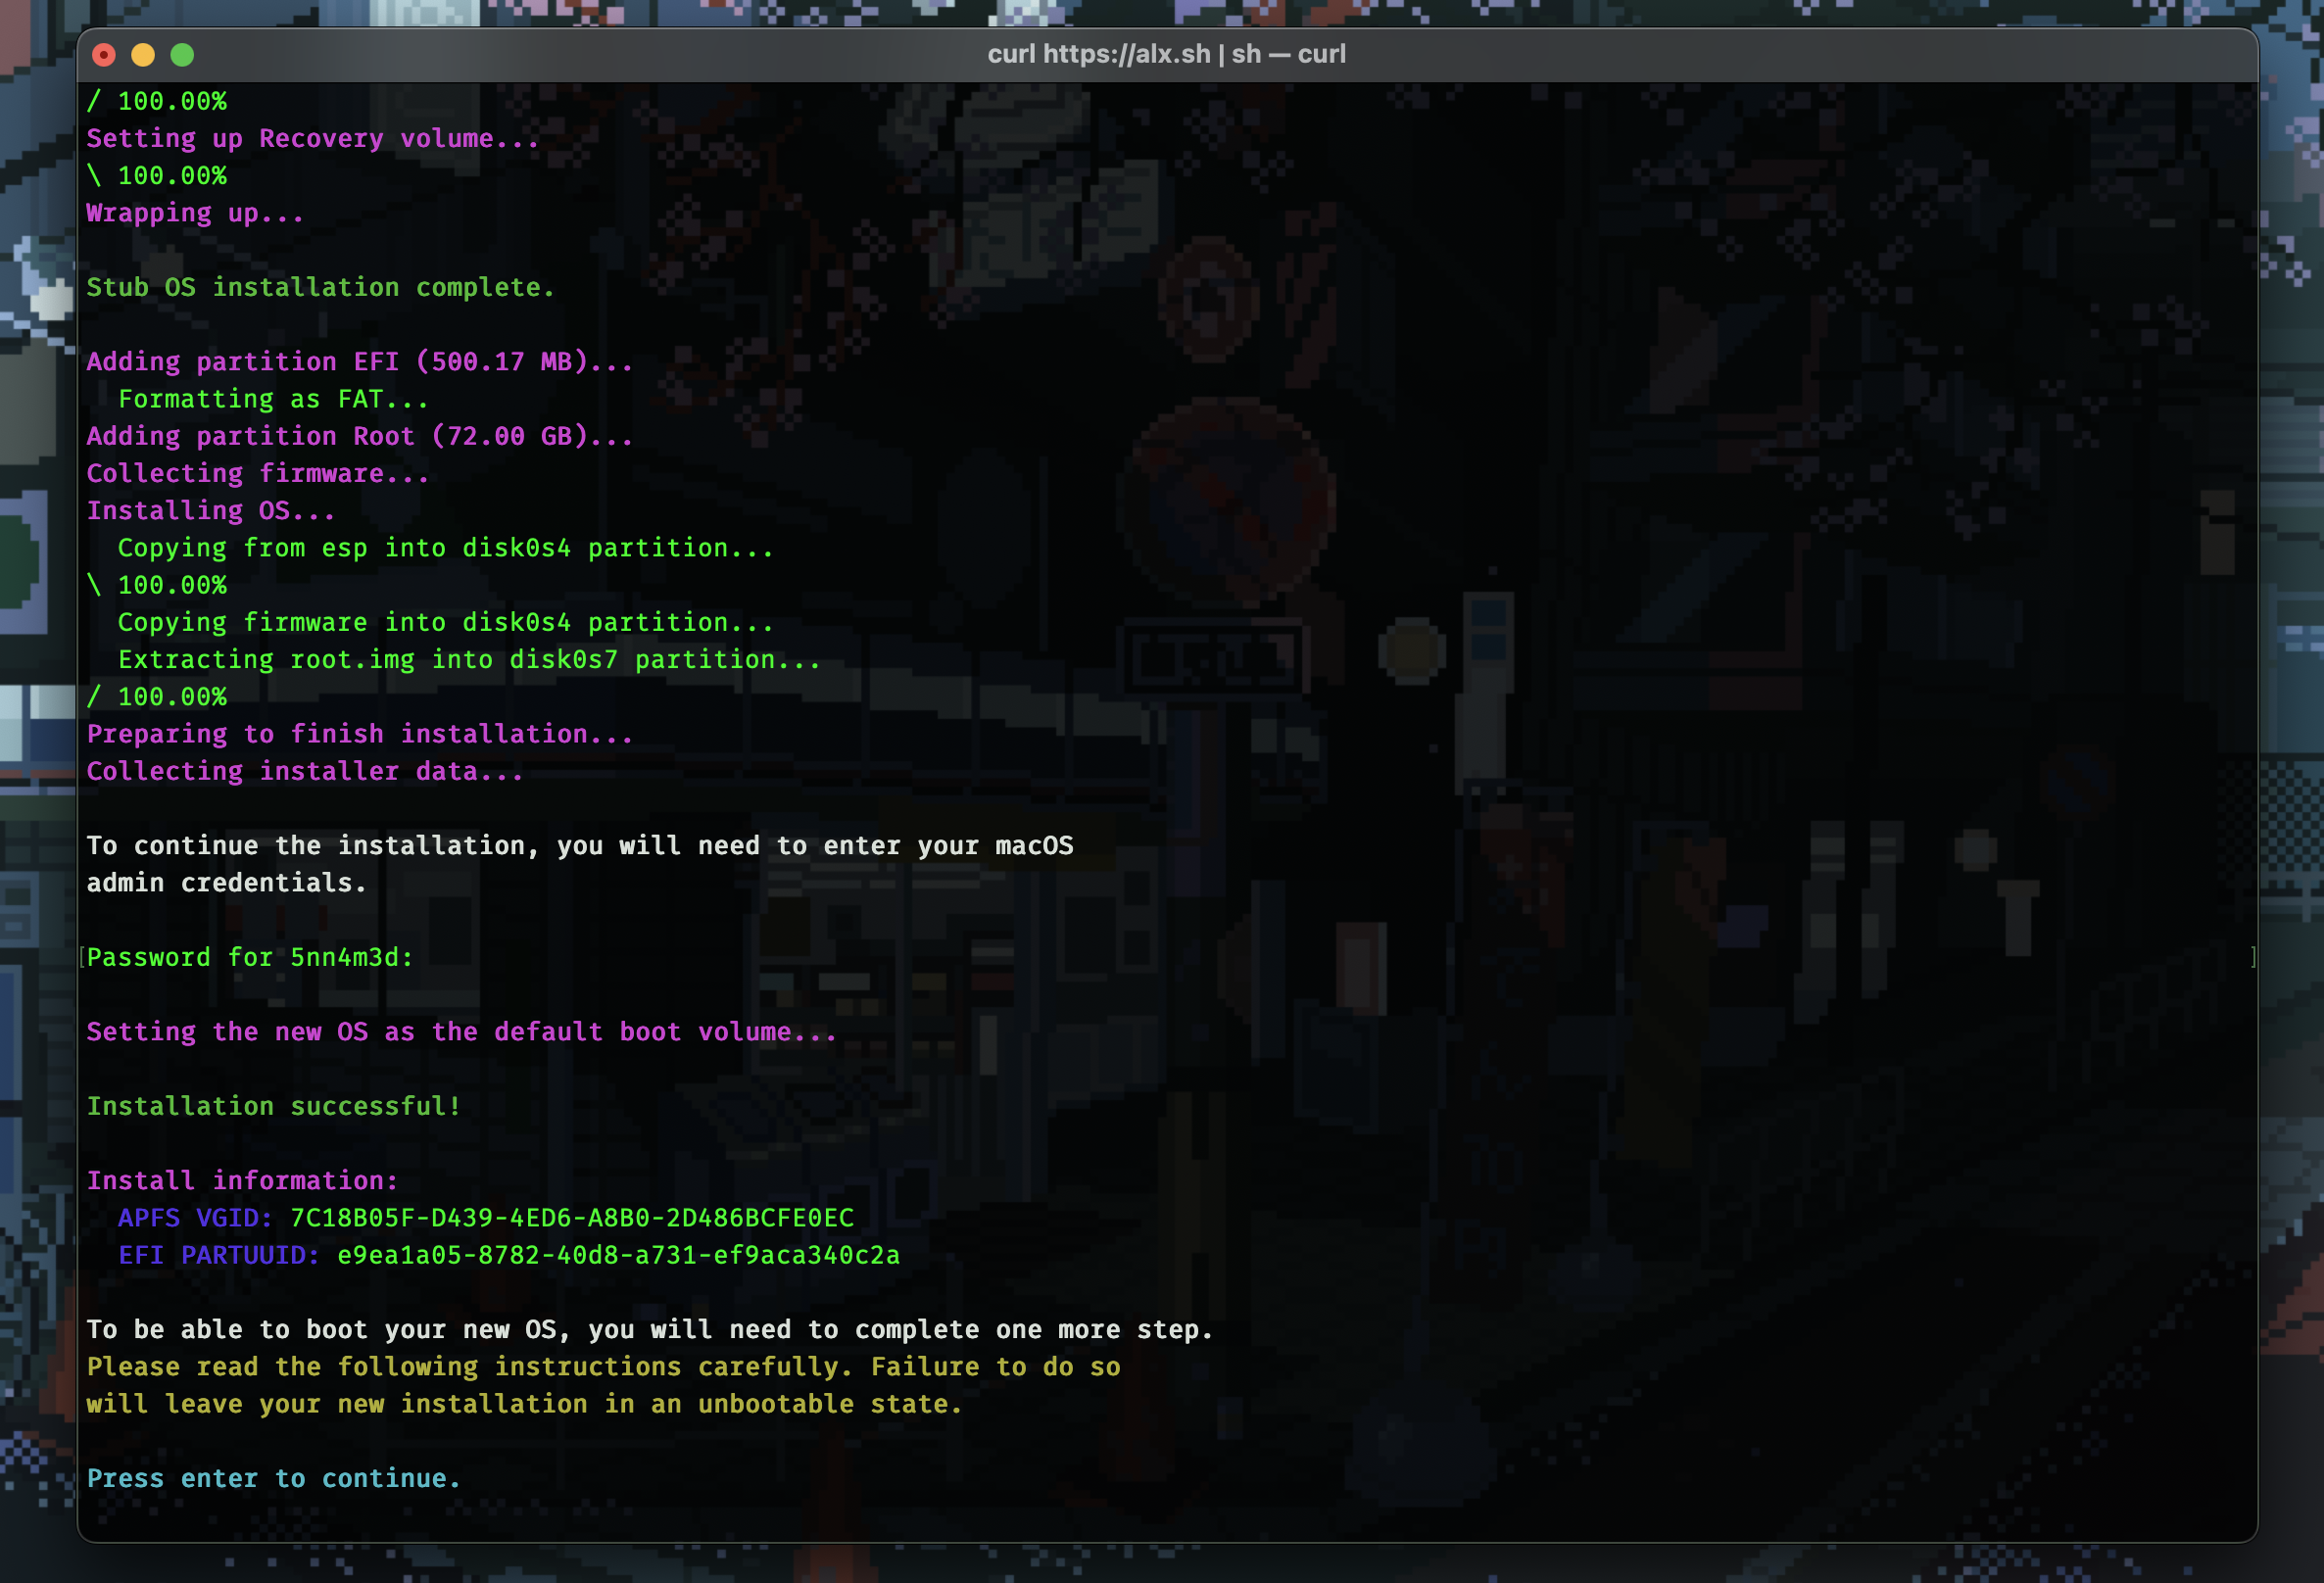 curl https://alx.sh | sh — curl
/ 100.00%
Setting up Recovery volume...
\ 100.00%
Wrapping up...
Stub OS installation complete.
Adding partition EFI (500.17 MB)...
Formatting as FAT...
Adding partition Root (72.00 GB)...
Collecting firmware...
Installing OS...
Copying from esp into disk0s4 partition...
\ 100.00%
Copying firmware into disk0s4 partition...
Extracting root.img into disk0s7 partition...
/ 100.00%
Preparing to finish installation...
Collecting installer data...
To continue the installation, you will need to enter your macOS
admin credentials.
[Password for 5nn4m3d: ]
Setting the new OS as the default boot volume...
Installation successful!
Install information:
APFS VGID: 7C18B05F-D439-4ED6-A8B0-2D486BCFE0EC
EFI PARTUUID: e9ea1a05-8782-40d8-a731-ef9aca340c2a
To be able to boot your new OS, you will need to complete one more step.
Please read the following instructions carefully. Failure to do so
will leave your new installation in an unbootable state.
Press enter to continue.